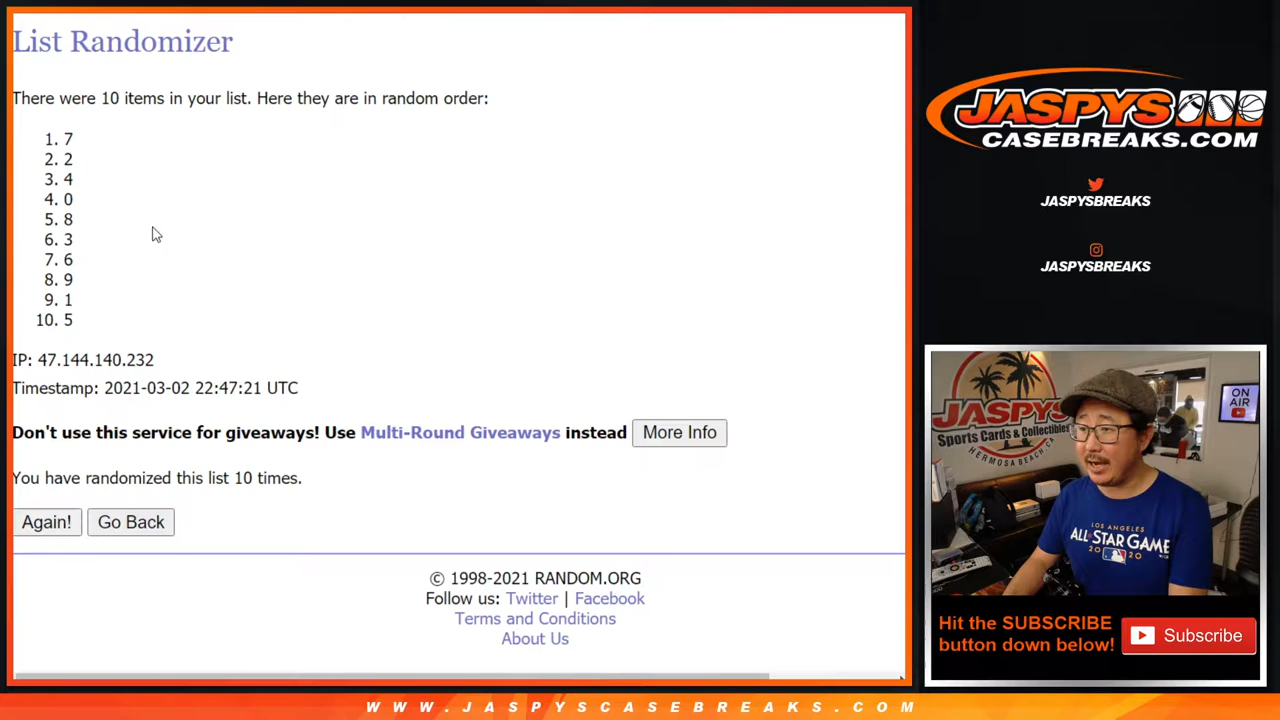 List Randomizer
There were 10 items in your list. Here they are in random order:
1. 7
2. 2
3. 4
4. 0
5. 8
6. 3
7. 6
8. 9
9. 1
10. 5
IP: 47.144.140.232
Timestamp: 2021-03-02 22:47:21 UTC
Don't use this service for giveaways! Use Multi-Round Giveaways instead More Info
You have randomized this list 10 times.
Again! Go Back
© 1998-2021 RANDOM.ORG
Follow us: Twitter | Facebook
Terms and Conditions
About Us
JASPYS
CASEBREAKS.COM
JASPYSBREAKS
JASPYSBREAKS
JASPYS
Sports Cards & Collectibles
HERMOSA BEACH, CA
ON
AIR
LOS ANGELES
ALL-STAR GAME
2020
Hit the SUBSCRIBE
button down below!
Subscribe
WWW.JASPYSCASEBREAKS.COM